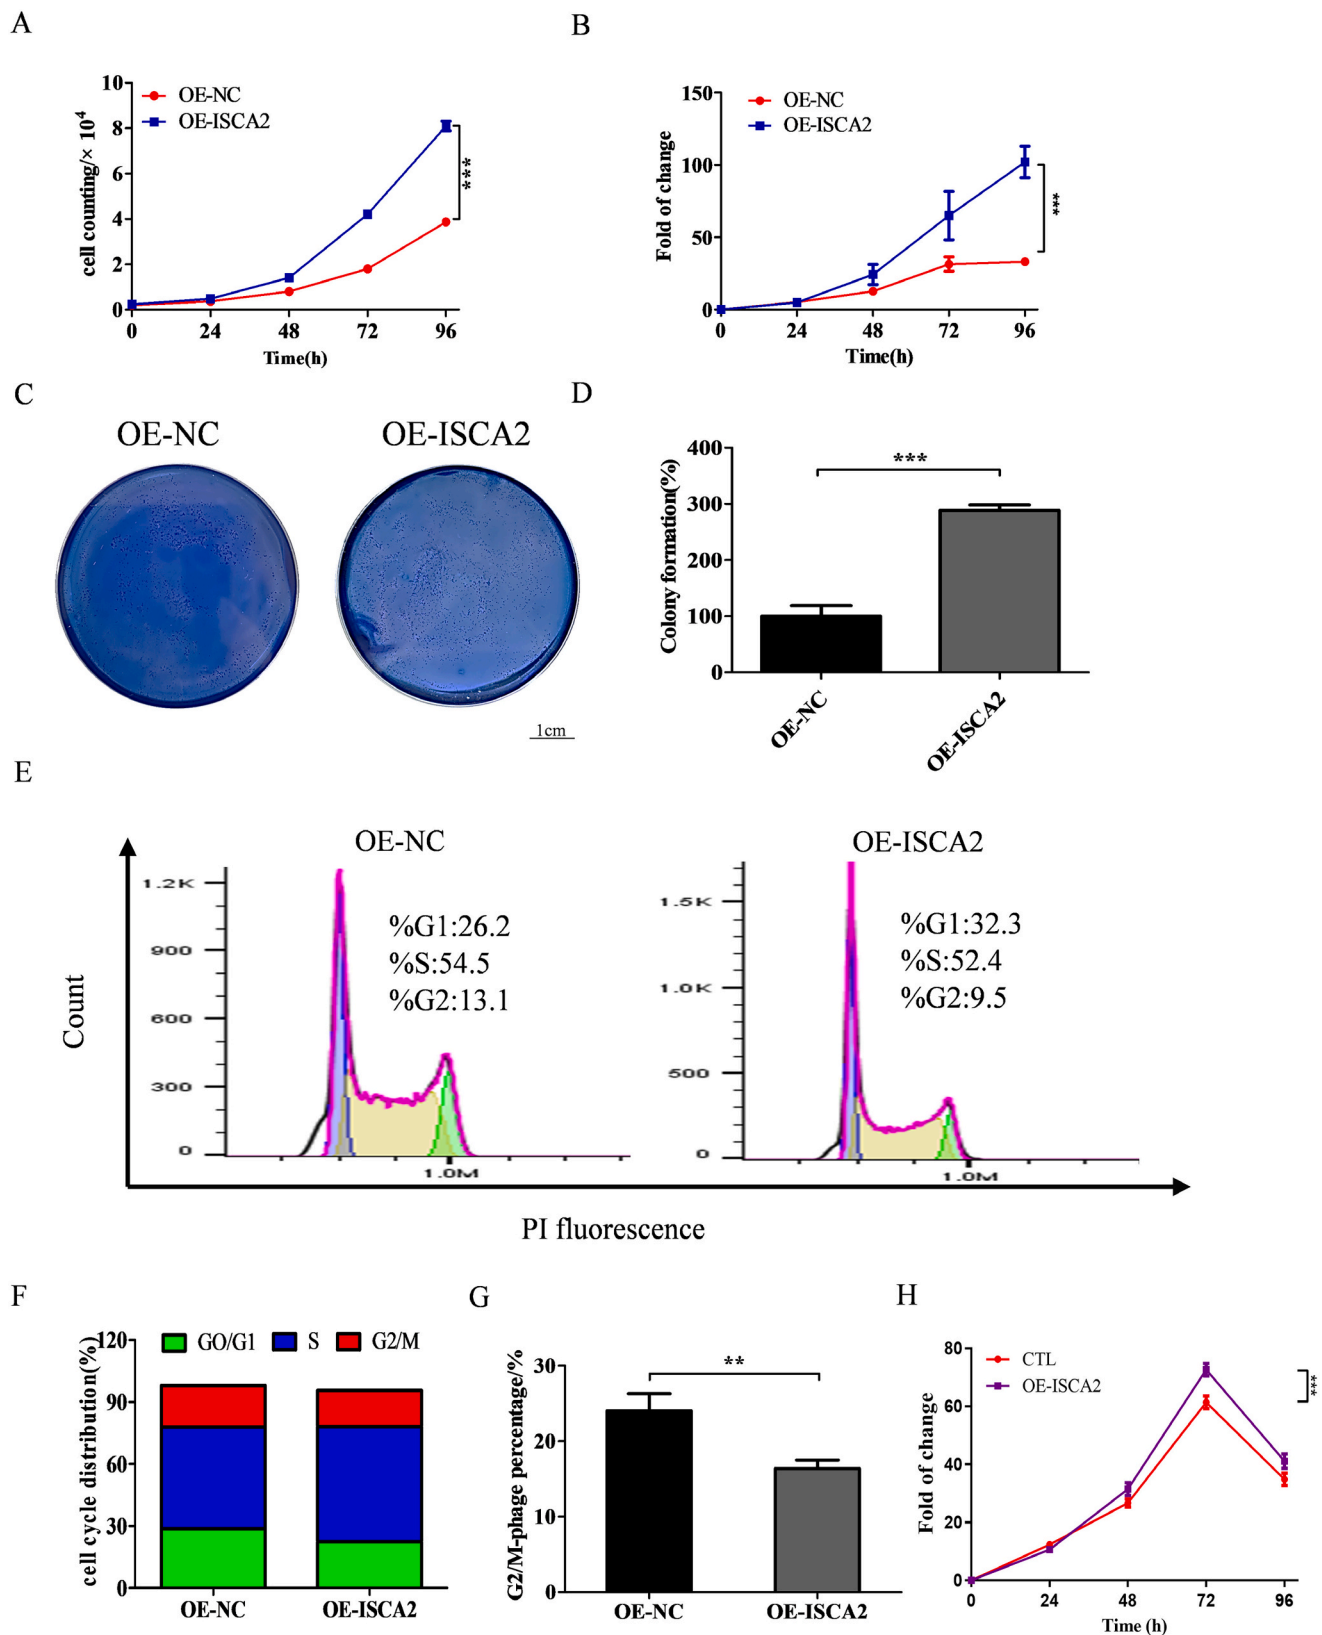 A
10
8
6
4
2
0
cell counting/× 10⁴
OE-NC
OE-ISCA2
***
0 24 48 72 96
Time(h)
B
150
100
50
0
Fold of change
OE-NC
OE-ISCA2
***
0 24 48 72 96
Time(h)
C
OE-NC OE-ISCA2
1cm
D
400
300
200
100
0
Colony formation(%)
***
OE-NC
OE-ISCA2
E
Count
OE-NC
1.2K
900
600
300
0
%G1:26.2
%S:54.5
%G2:13.1
1.0M
OE-ISCA2
1.5K
1.0K
500
0
%G1:32.3
%S:52.4
%G2:9.5
1.0M
PI fluorescence
F
120
90
60
30
0
cell cycle distribution(%)
GO/G1 S G2/M
OE-NC OE-ISCA2
G
30
20
10
0
G2/M-phage percentage/%
**
OE-NC OE-ISCA2
H
80
60
40
20
0
Fold of change
CTL
OE-ISCA2
***
0 24 48 72 96
Time (h)